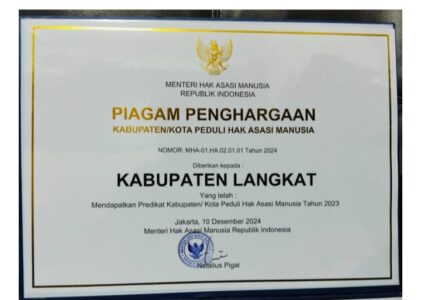 MENTERI HAK ASASI MANUSIA
REPUBLIK INDONESIA
PIAGAM PENGHARGAAN
KABUPATEN/KOTA PEDULI HAK ASASI MANUSIA
NOMOR: MHA-01.HA.02.01.01 Tahun 2024
Diberikan kepada :
KABUPATEN LANGKAT
Yang telah :
Mendapatkan Predikat Kabupaten/ Kota Peduli Hak Asasi Manusia Tahun 2023
Jakarta, 10 Desember 2024
Menteri Hak Asasi Manusia Republik Indonesia
Natalius Pigai